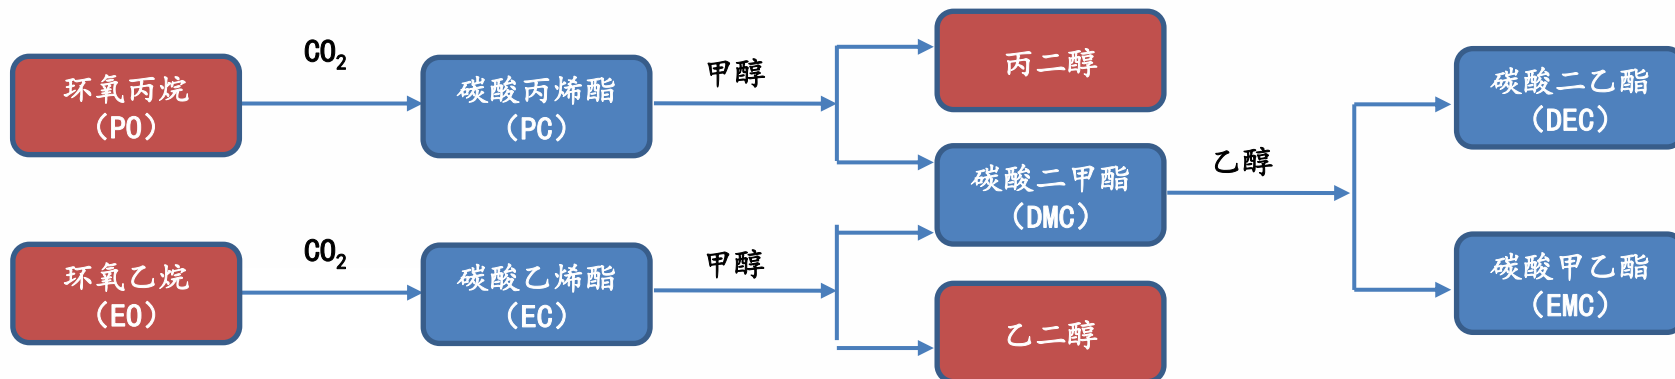 环氧丙烷
(PO)
CO₂
碳酸丙烯酯
(PC)
甲醇
丙二醇
碳酸二甲酯
(DMC)
乙醇
碳酸二乙酯
(DEC)
环氧乙烷
(EO)
CO₂
碳酸乙烯酯
(EC)
甲醇
乙二醇
碳酸甲乙酯
(EMC)